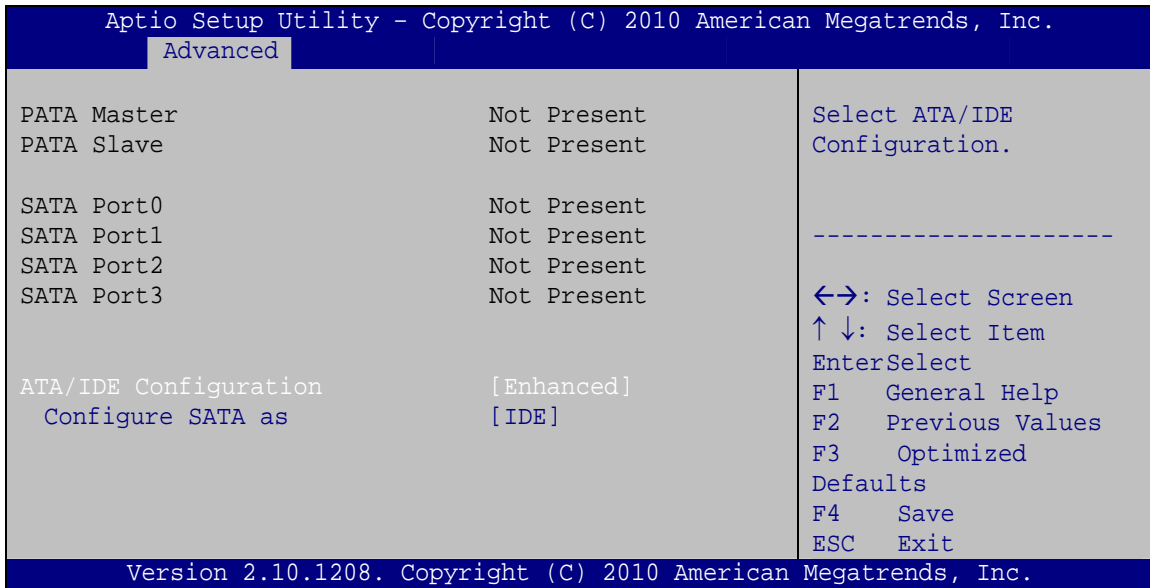 Aptio Setup Utility – Copyright (C) 2010 American Megatrends, Inc.
Advanced
PATA Master Not Present
PATA Slave Not Present
SATA Port0 Not Present
SATA Port1 Not Present
SATA Port2 Not Present
SATA Port3 Not Present
ATA/IDE Configuration [Enhanced]
Configure SATA as [IDE]
Select ATA/IDE
Configuration.
---------------------
←→: Select Screen
↑ ↓: Select Item
EnterSelect
F1 General Help
F2 Previous Values
F3 Optimized
Defaults
F4 Save
ESC Exit
Version 2.10.1208. Copyright (C) 2010 American Megatrends, Inc.